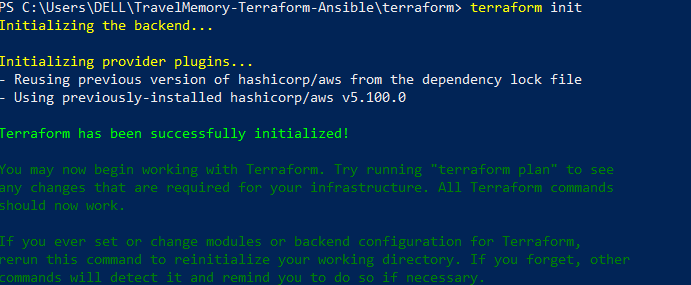 PS C:\Users\DELL\TravelMemory-Terraform-Ansible\terraform> terraform init
Initializing the backend...
Initializing provider plugins...
- Reusing previous version of hashicorp/aws from the dependency lock file
- Using previously-installed hashicorp/aws v5.100.0
Terraform has been successfully initialized!
You may now begin working with Terraform. Try running "terraform plan" to see
any changes that are required for your infrastructure. All Terraform commands
should now work.
If you ever set or change modules or backend configuration for Terraform,
rerun this command to reinitialize your working directory. If you forget, other
commands will detect it and remind you to do so if necessary.